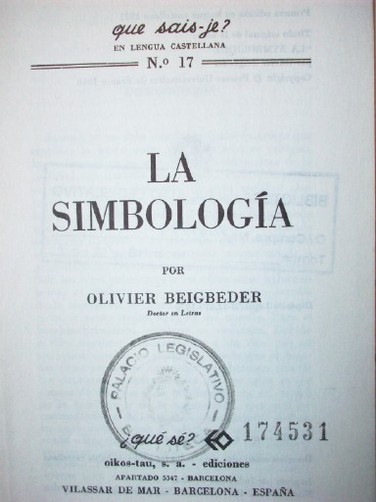 que sais-je?
EN LENGUA CASTELLANA
N.o 17
LA
SIMBOLOGÍA
POR
OLIVIER BEIGBEDER
Doctor en Letras
PALACIO LEGISLATIVO
¿qué sé?
174531
oikos-tau, s. a. - ediciones
APARTADO 5347 - BARCELONA
VILASSAR DE MAR - BARCELONA - ESPAÑA